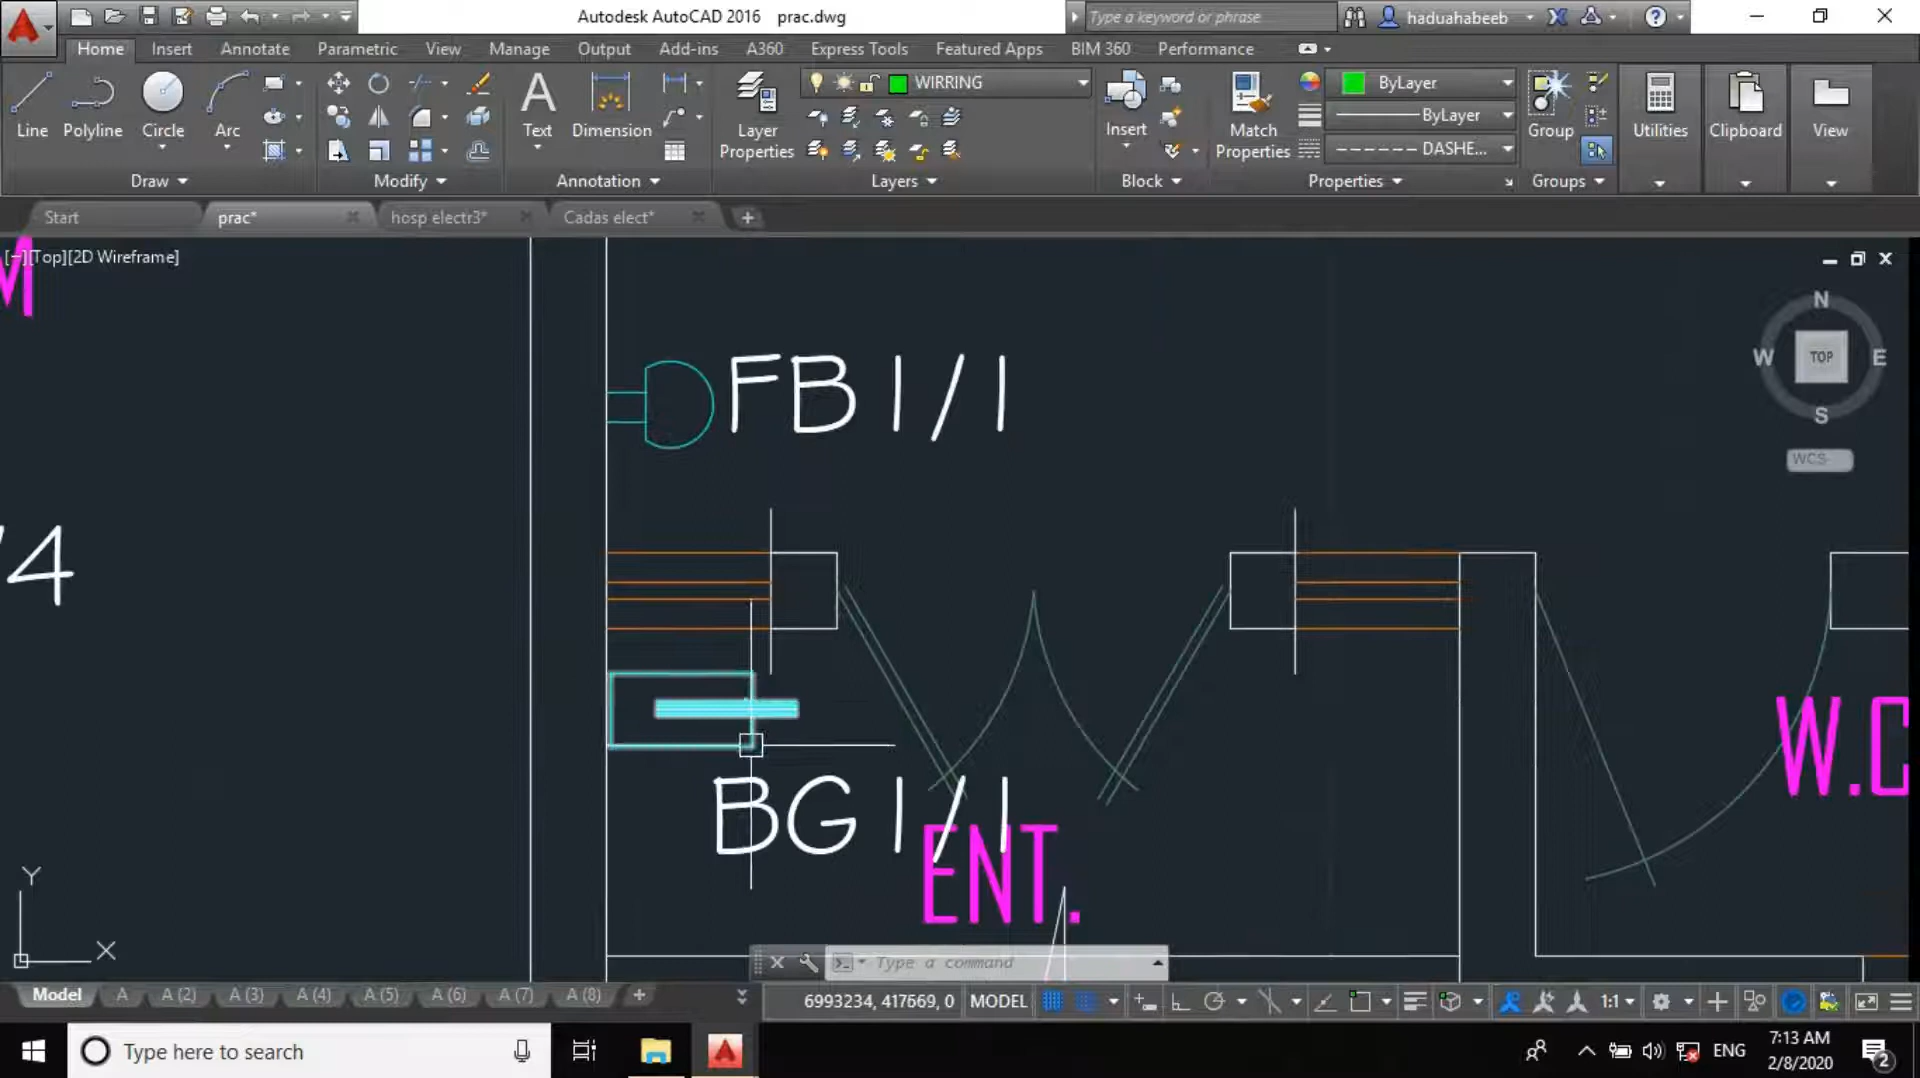 Autodesk AutoCAD 2016 prac.dwg
Type a keyword or phrase
haduahabeeb
Home Insert Annotate Parametric View Manage Output Add-ins A360 Express Tools Featured Apps BIM 360 Performance
WIRRING
ByLayer
Line Polyline Circle Arc
Text Dimension
Layer Properties
Insert
Match Properties
ByLayer
DASHE...
Group
Utilities
Clipboard
View
Draw Modify Annotation Layers Block Properties Groups
Start prac* hosp electr3* Cadas elect*
[−][Top][2D Wireframe]
M
N
W TOP E
S
WCS
FB1/1
/4
W.C
BG1/1
ENT.
Y
X
Type a command
Model A A (2) A (3) A (4) A (5) A (6) A (7) A (8) +
6993234, 417669, 0 MODEL
1:1
Type here to search
ENG
7:13 AM
2/8/2020
2